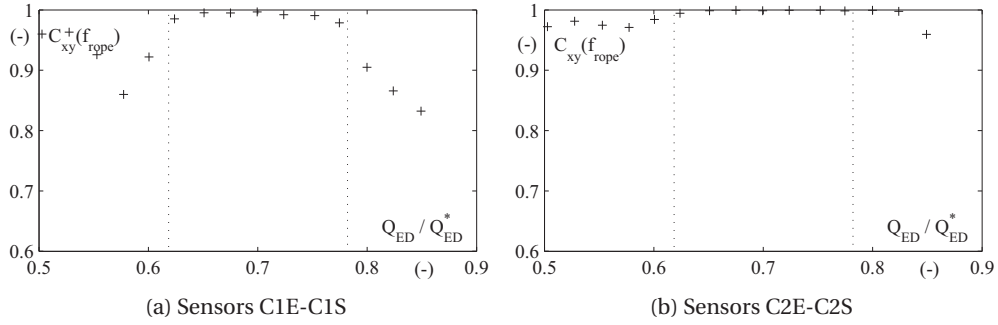 1
(-)
C_xy(f_rope)
0.9
0.8
0.7
0.6
Q_ED / Q*_ED
0.5 0.6 0.7 0.8 (-) 0.9
(a) Sensors C1E-C1S
1
(-)
C_xy(f_rope)
0.9
0.8
0.7
0.6
Q_ED / Q*_ED
0.5 0.6 0.7 0.8 (-) 0.9
(b) Sensors C2E-C2S